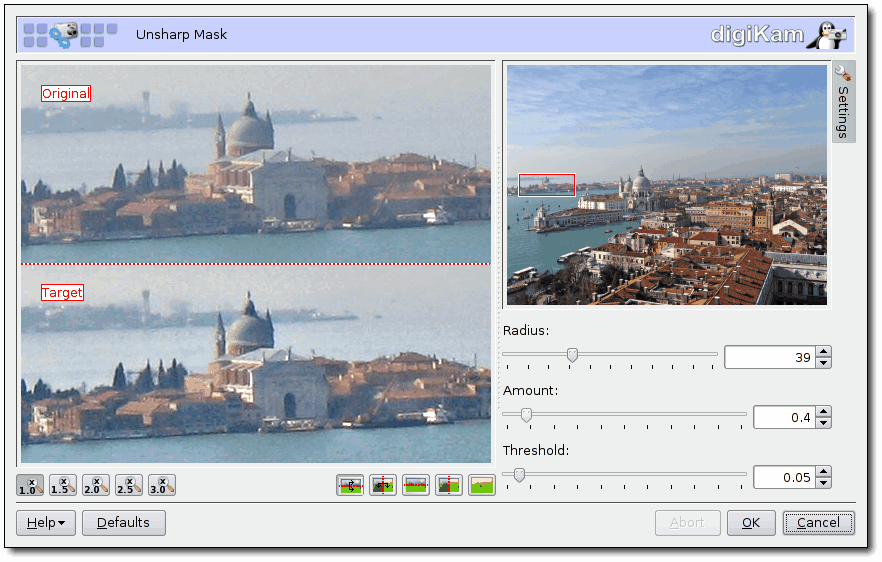 Unsharp Mask
digiKam
Original
Target
Settings
Radius:
39
Amount:
0.4
Threshold:
0.05
1.0 1.5 2.0 2.5 3.0
Help
Defaults
Abort
OK
Cancel